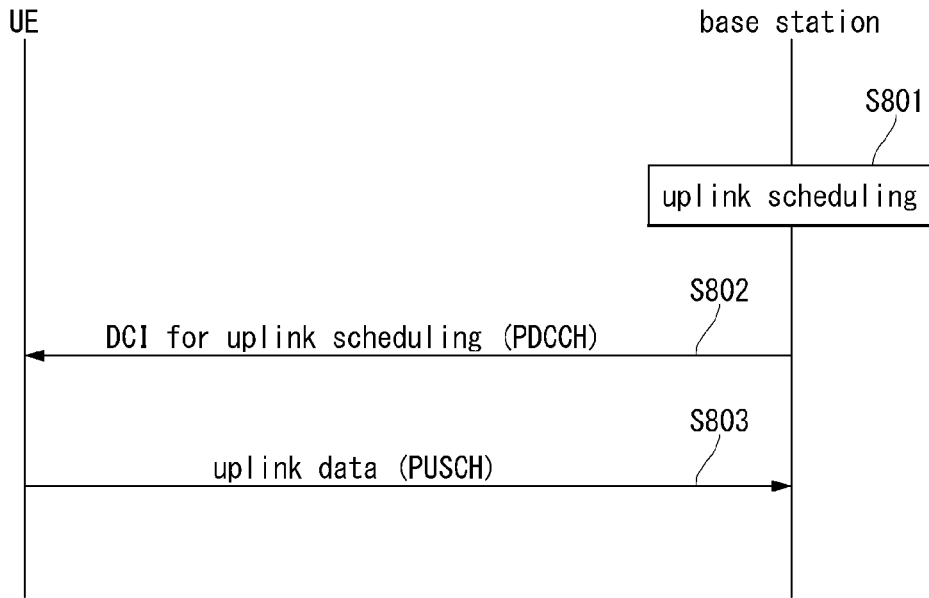 UE
base station
S801
uplink scheduling
S802
DCI for uplink scheduling (PDCCH)
S803
uplink data (PUSCH)